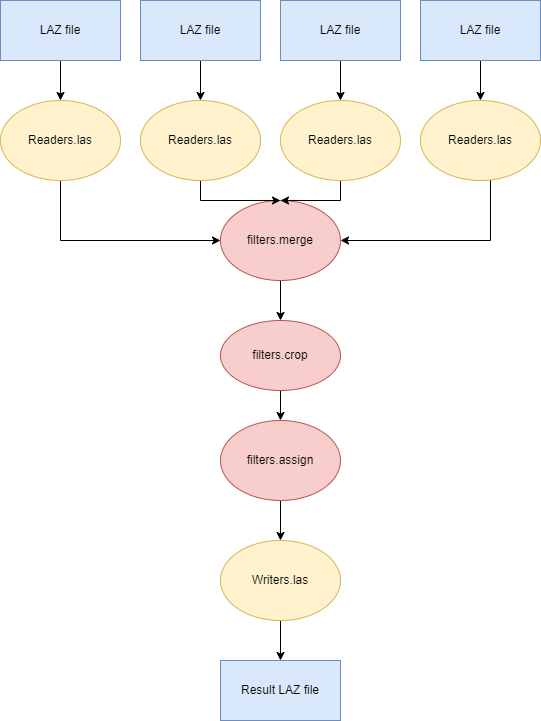 LAZ file
LAZ file
LAZ file
LAZ file
Readers.las
Readers.las
Readers.las
Readers.las
filters.merge
filters.crop
filters.assign
Writers.las
Result LAZ file